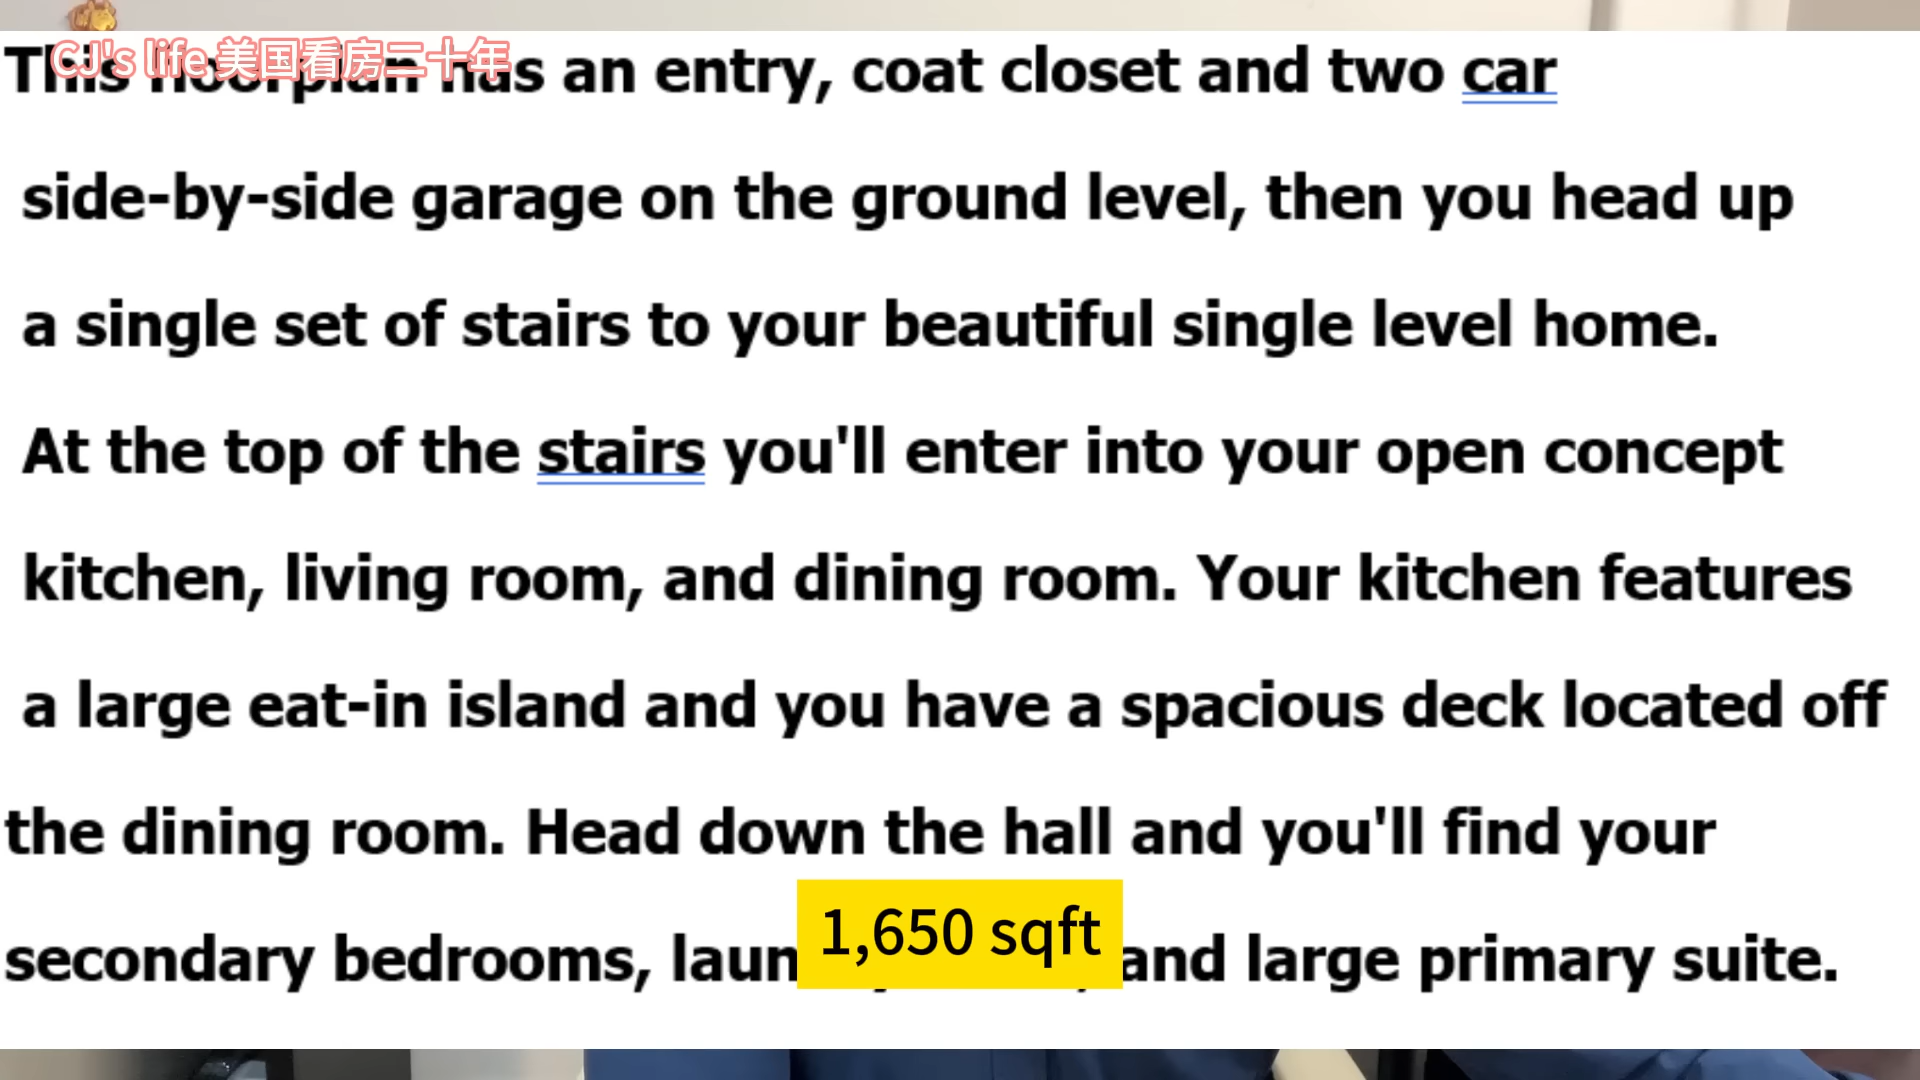 CJ's life 美国看房二十年
This floorplan has an entry, coat closet and two car
side-by-side garage on the ground level, then you head up
a single set of stairs to your beautiful single level home.
At the top of the stairs you'll enter into your open concept
kitchen, living room, and dining room. Your kitchen features
a large eat-in island and you have a spacious deck located off
the dining room. Head down the hall and you'll find your
secondary bedrooms, and large primary suite.
1,650 sqft